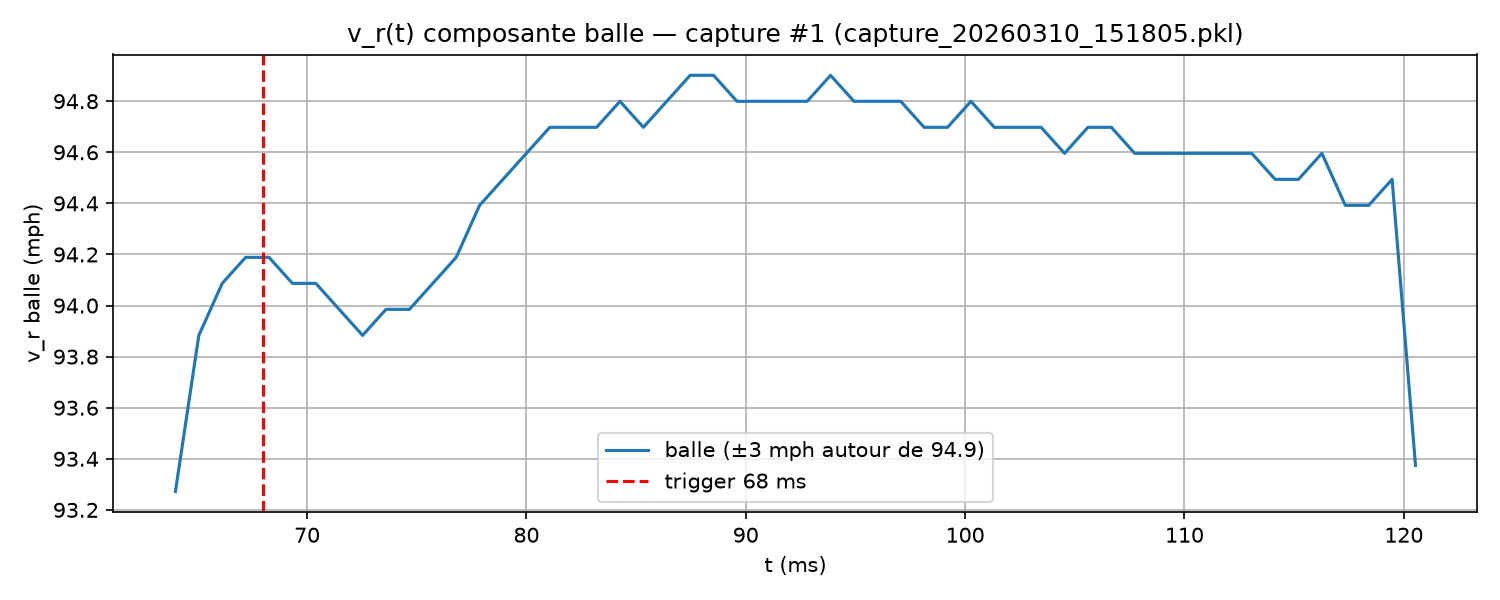 v_r(t) composante balle — capture #1 (capture_20260310_151805.pkl)
v_r balle (mph)
94.8
94.6
94.4
94.2
94.0
93.8
93.6
93.4
93.2
balle (±3 mph autour de 94.9)
trigger 68 ms
70 80 90 100 110 120
t (ms)